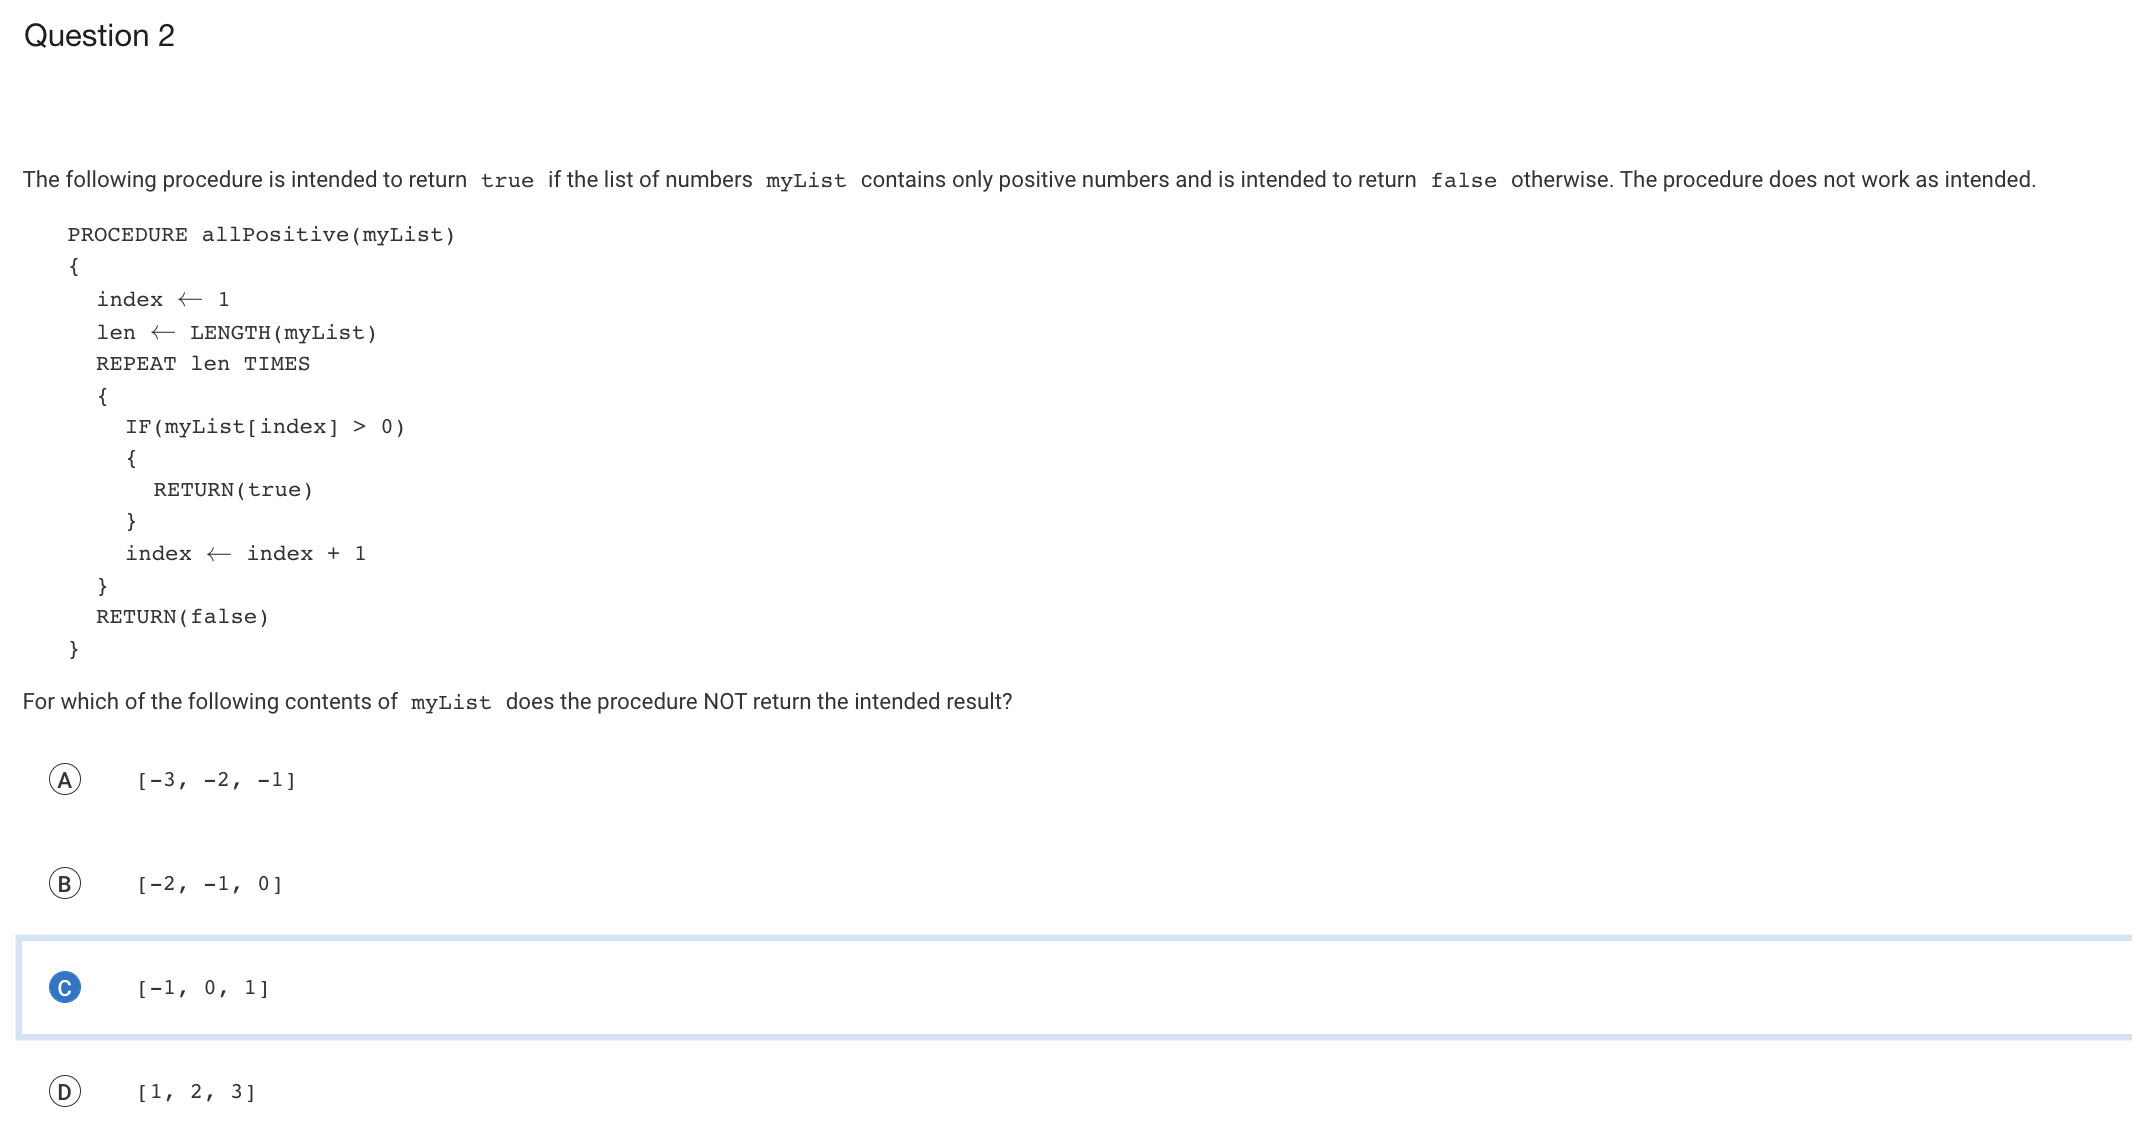 Question 2
The following procedure is intended to return true if the list of numbers myList contains only positive numbers and is intended to return false otherwise. The procedure does not work as intended.
PROCEDURE allPositive(myList)
{
index ← 1
len ← LENGTH(myList)
REPEAT len TIMES
{
IF(myList[index] > 0)
{
RETURN(true)
}
index ← index + 1
}
RETURN(false)
}
For which of the following contents of myList does the procedure NOT return the intended result?
A [-3, -2, -1]
B [-2, -1, 0]
C [-1, 0, 1]
D [1, 2, 3]